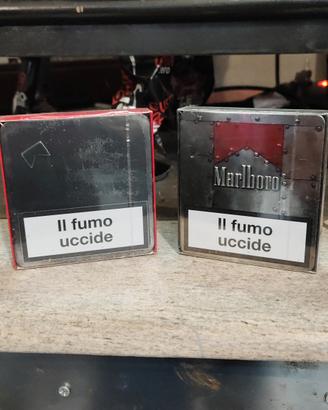 Il fumo
uccide
Marlboro
Il fumo
uccide